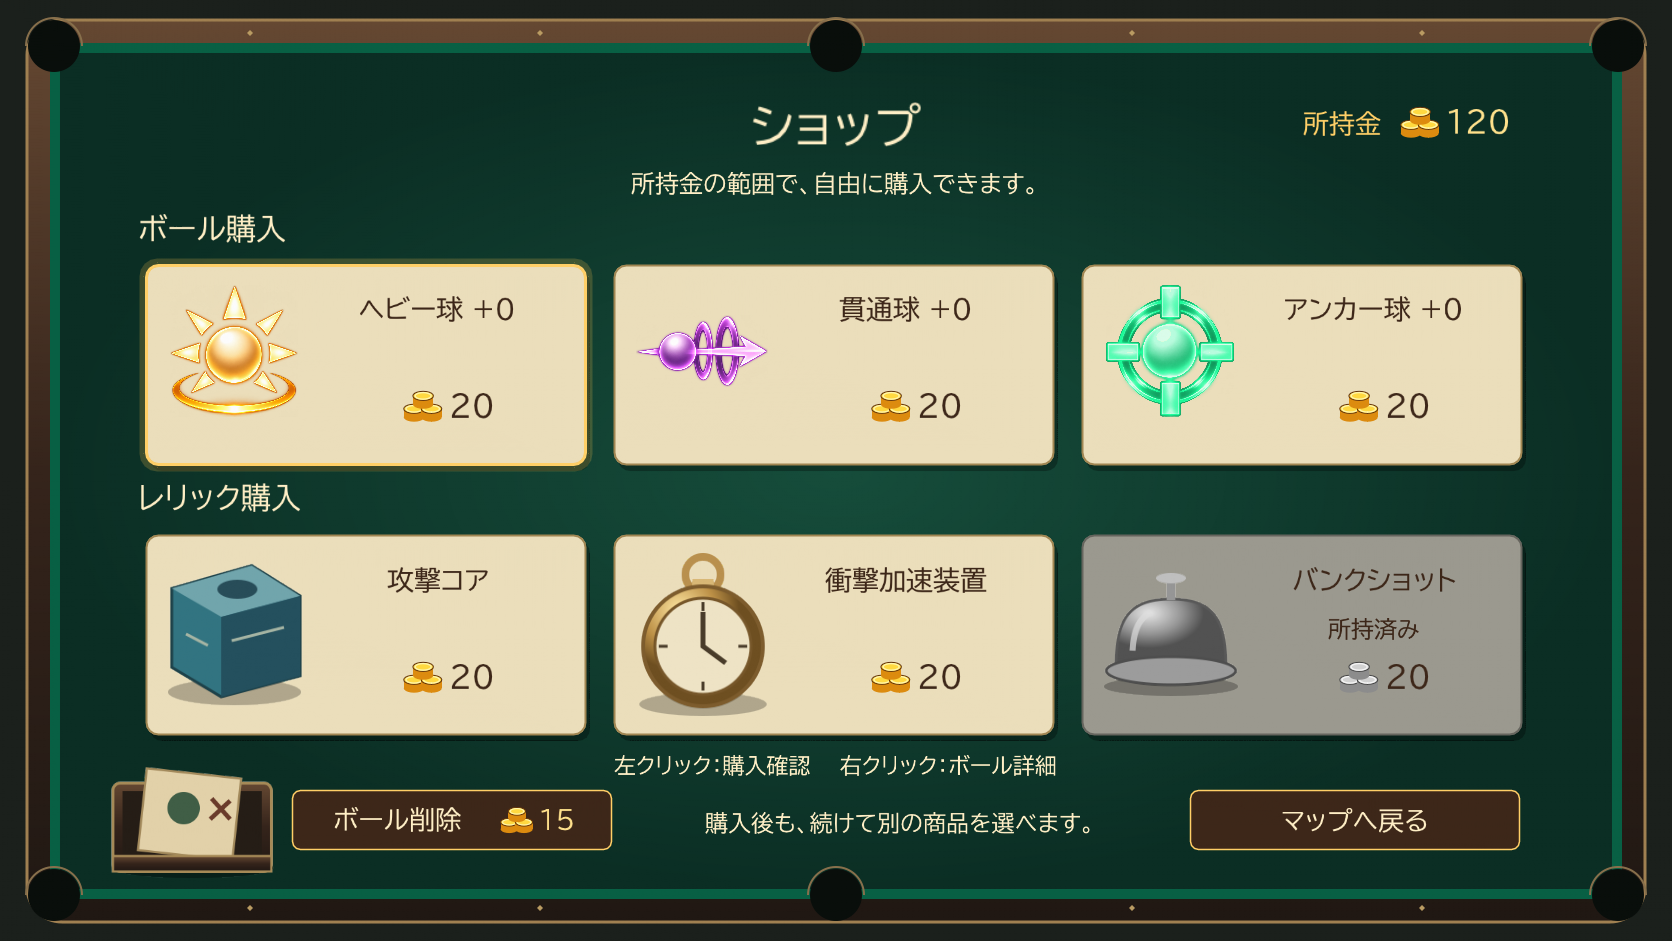 ショップ
所持金 120
所持金の範囲で、自由に購入できます。
ボール購入
ヘビー球 +0
20
貫通球 +0
20
アンカー球 +0
20
レリック購入
攻撃コア
20
衝撃加速装置
20
バンクショット
所持済み
20
左クリック:購入確認 右クリック:ボール詳細
ボール削除 15
購入後も、続けて別の商品を選べます。
マップへ戻る